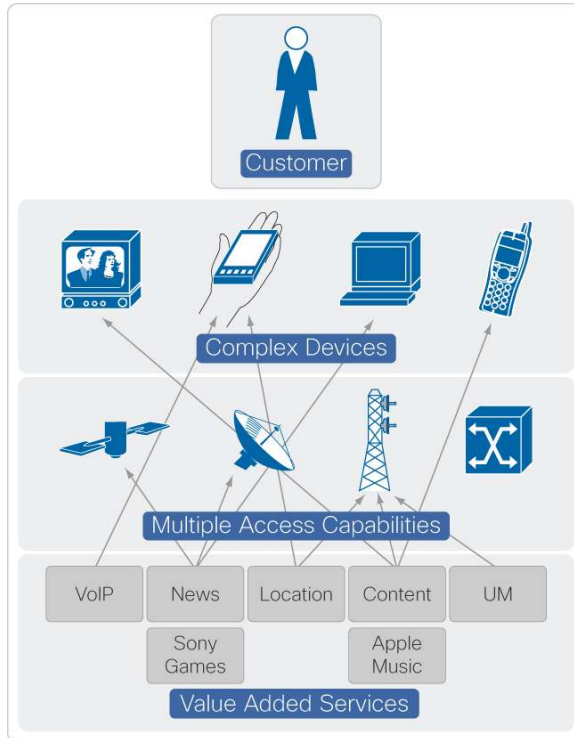 Customer
Complex Devices
Multiple Access Capabilities
VoIP
News
Location
Content
UM
Sony
Games
Apple
Music
Value Added Services